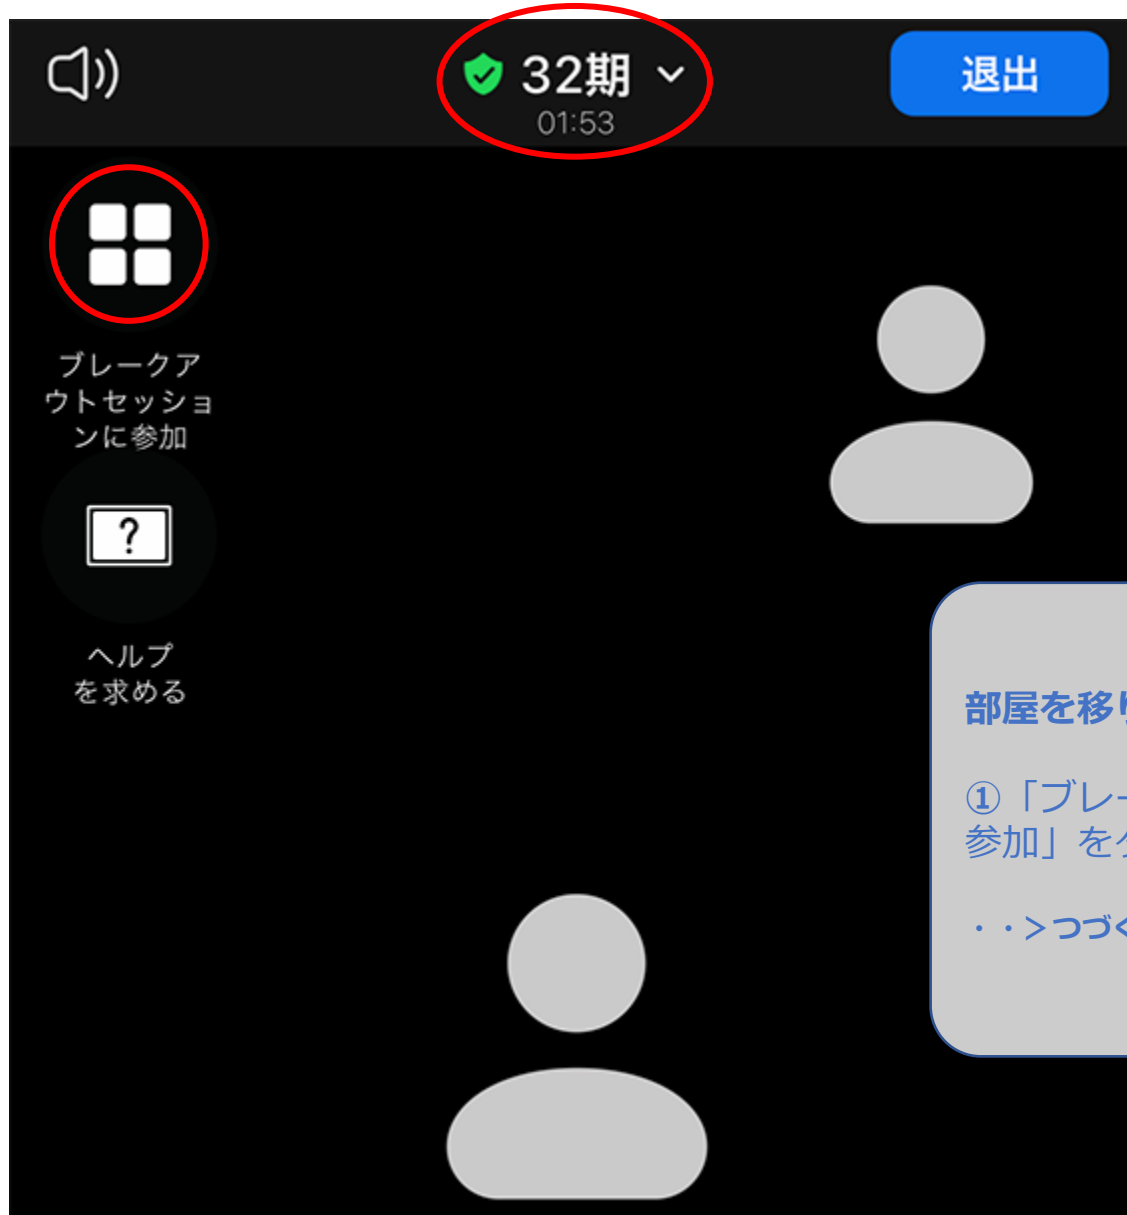 32期
01:53
退出
ブレークア
ウトセッショ
ンに参加
?
ヘルプ
を求める
部屋を移
①「ブレー
参加」を
・・>つづく